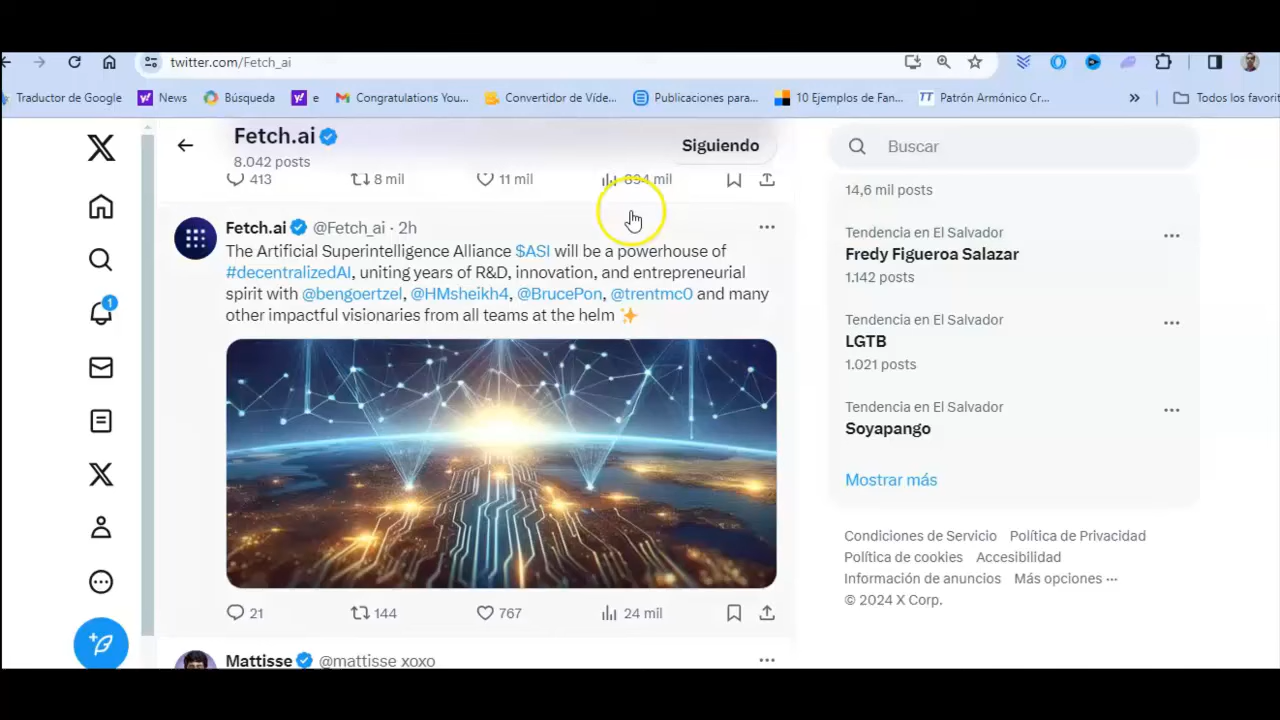 twitter.com/Fetch_ai
Traductor de Google
News
Búsqueda
e
Congratulations You...
Convertidor de Víde...
Publicaciones para...
10 Ejemplos de Fan...
Patrón Armónico Cr...
Todos los favorit
Fetch.ai
8.042 posts
Siguiendo
Buscar
413
8 mil
11 mil
894 mil
14,6 mil posts
Fetch.ai @Fetch_ai · 2h
The Artificial Superintelligence Alliance $ASI will be a powerhouse of
#decentralizedAI, uniting years of R&D, innovation, and entrepreneurial
spirit with @bengoertzel, @HMsheikh4, @BrucePon, @trentmc0 and many
other impactful visionaries from all teams at the helm ✨
21
144
767
24 mil
Mattisse @mattisse xoxo
Tendencia en El Salvador
Fredy Figueroa Salazar
1.142 posts
Tendencia en El Salvador
LGTB
1.021 posts
Tendencia en El Salvador
Soyapango
Mostrar más
Condiciones de Servicio Política de Privacidad
Política de cookies Accesibilidad
Información de anuncios Más opciones ···
© 2024 X Corp.
1